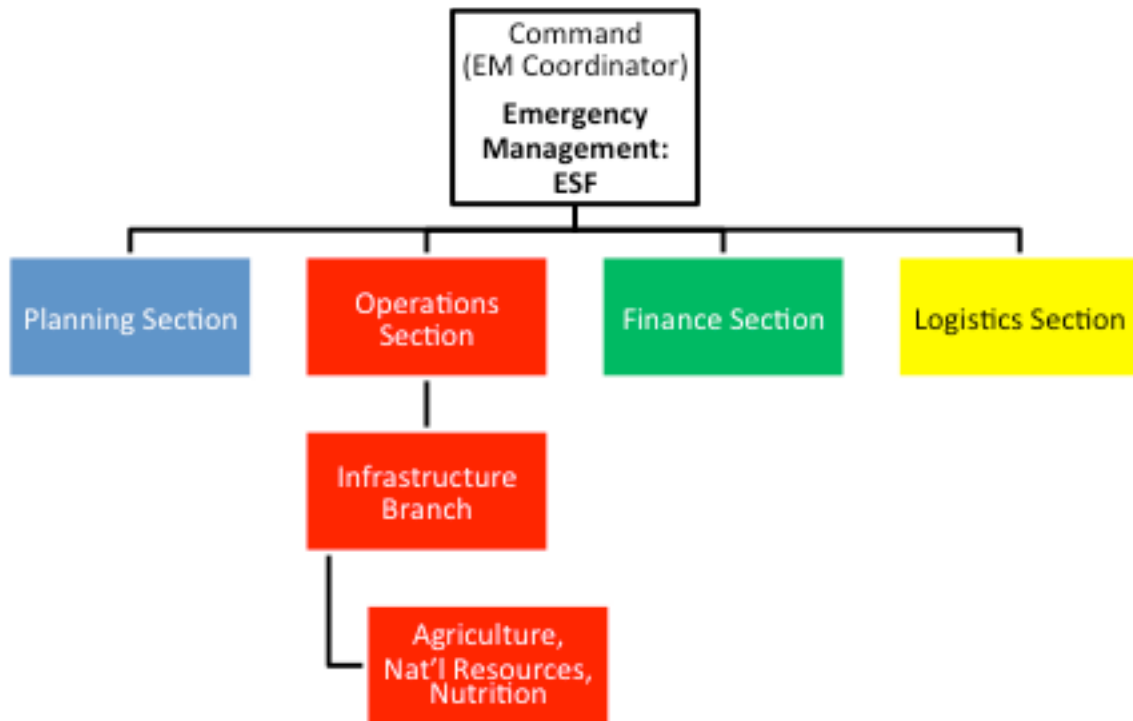 Command
(EM Coordinator)
Emergency
Management:
ESF
Planning Section
Operations
Section
Finance Section
Logistics Section
Infrastructure
Branch
Agriculture,
Nat’l Resources,
Nutrition